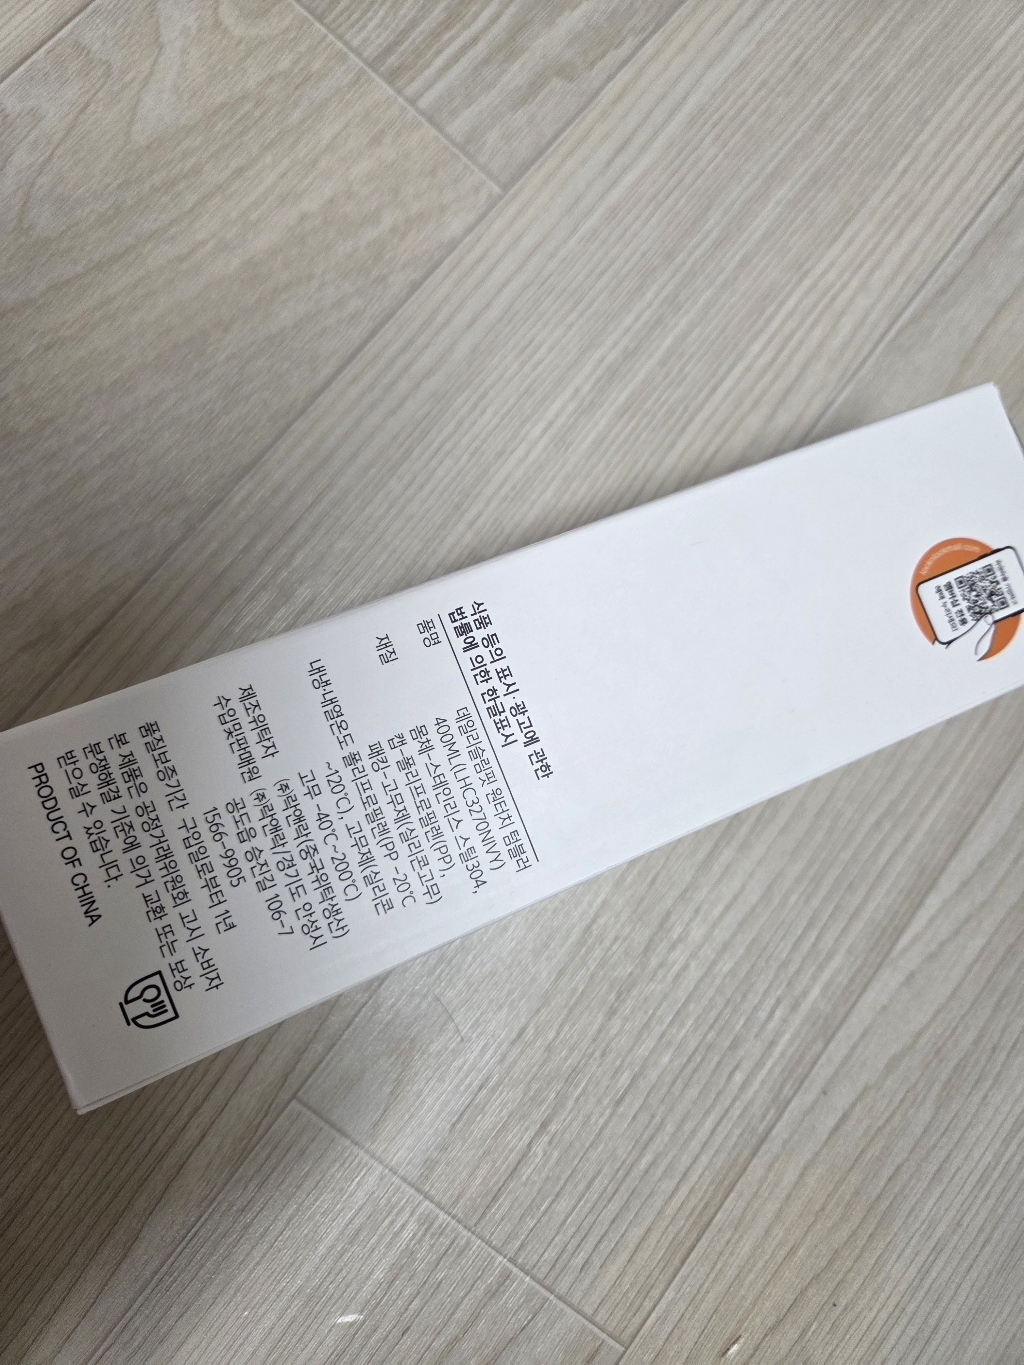 식품 등의 표시·광고에 관한
법률에 의한 한글표시
품명 데일리슬림핏 원터치 텀블러
400ML(LHC3270NIVY)
재질 몸체-스테인리스 스틸304,
캡-폴리프로필렌(PP),
패킹-고무제(실리콘고무)
내냉·내열온도 폴리프로필렌(PP -20℃
~120℃), 고무제(실리콘
고무 -40℃~200℃)
제조위탁자 (주)락앤락(중국위탁생산)
수입및판매원 (주)락앤락/경기도 안성시
공도읍 승진길 106-7
1566-9905
품질보증기간 구입일로부터 1년
본 제품은 공정거래위원회 고시 소비자
분쟁해결 기준에 의거 교환 또는 보상
받으실 수 있습니다.
PRODUCT OF CHINA